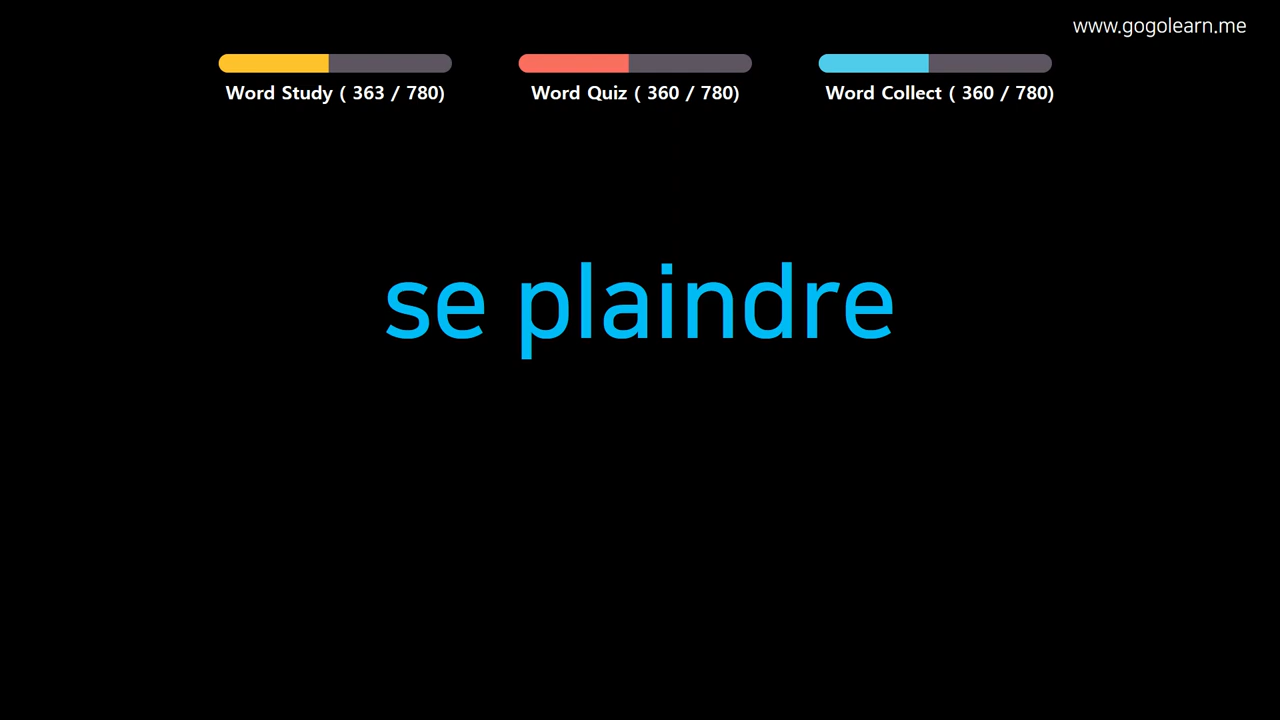 www.gogolearn.me
Word Study ( 363 / 780)
Word Quiz ( 360 / 780)
Word Collect ( 360 / 780)
se plaindre